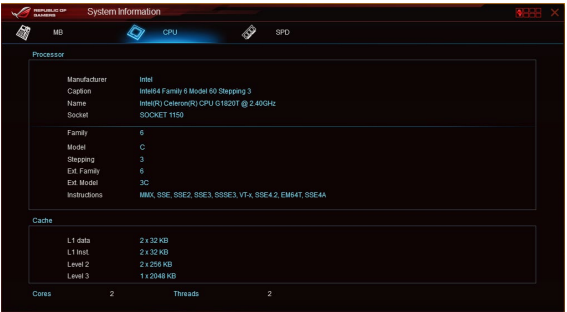 REPUBLIC OF GAMERS System Information
MB CPU SPD
Processor
Manufacturer Intel
Caption Intel64 Family 6 Model 60 Stepping 3
Name Intel(R) Celeron(R) CPU G1820T @ 2.40GHz
Socket SOCKET 1150
Family 6
Model C
Stepping 3
Ext. Family 6
Ext. Model 3C
Instructions MMX, SSE, SSE2, SSE3, SSSE3, VT-x, SSE4.2, EM64T, SSE4A
Cache
L1 data 2 x 32 KB
L1 Inst. 2 x 32 KB
Level 2 2 x 256 KB
Level 3 1 x 2048 KB
Cores 2 Threads 2